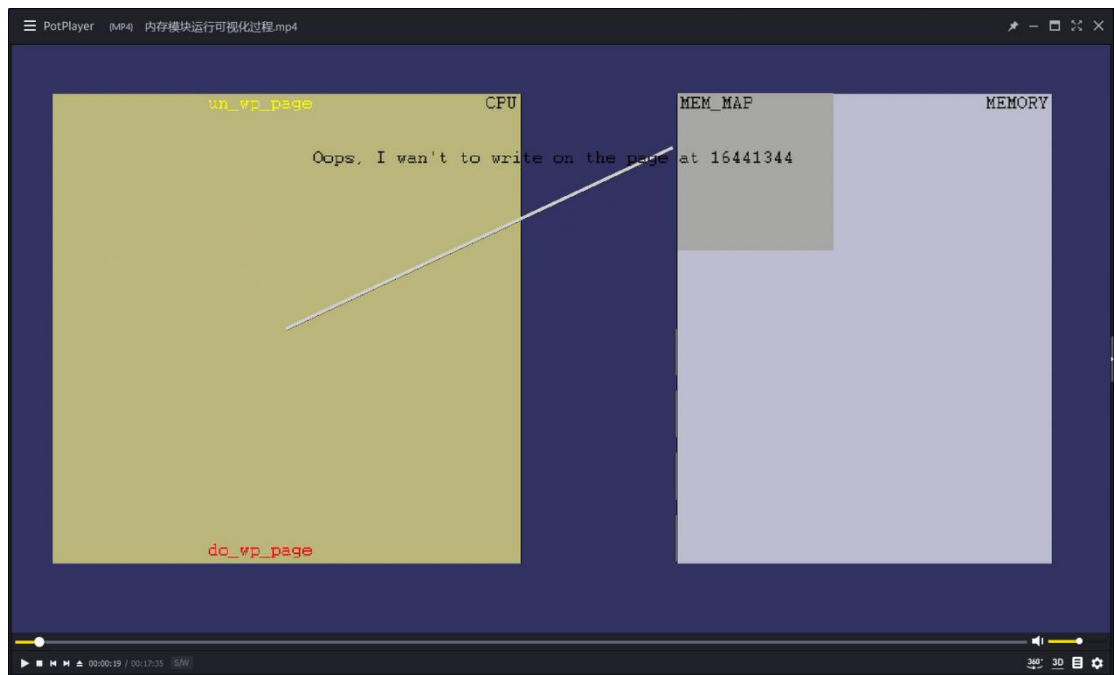 PotPlayer (MP4) 内存模块运行可视化过程.mp4
un_wp_page CPU MEM_MAP MEMORY
Oops, I wan't to write on the page at 16441344
do_wp_page
00:00:19 / 00:17:35 S/W 360° 3D